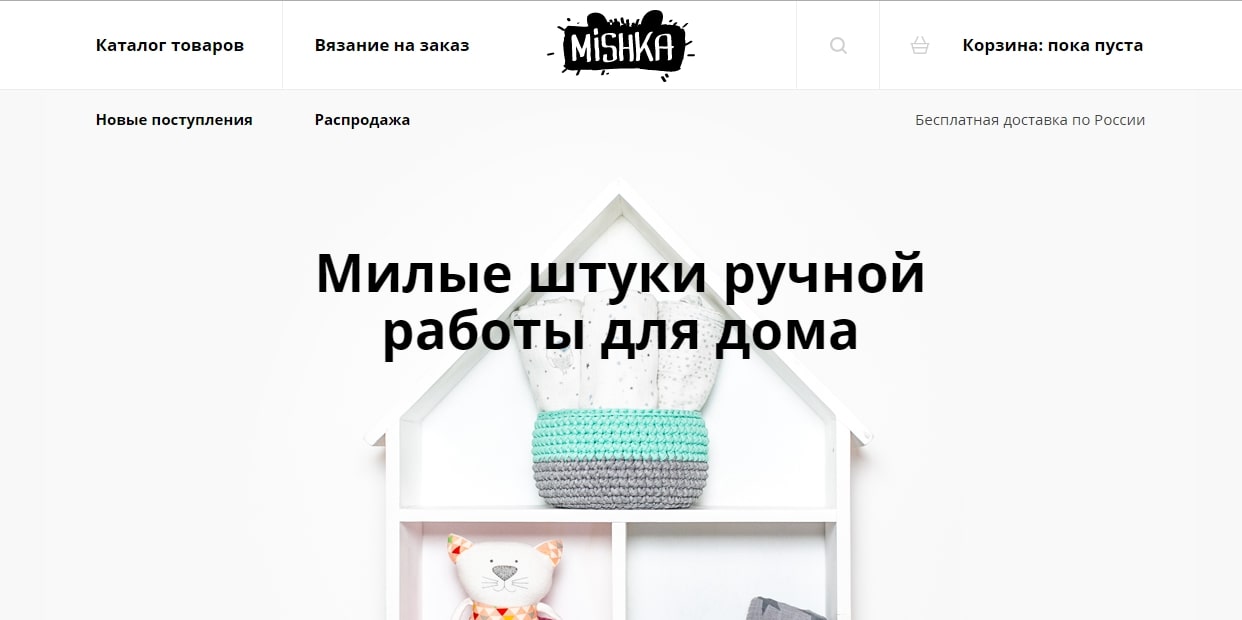 Каталог товаров
Вязание на заказ
MiSHKA
Корзина: пока пуста
Новые поступления
Распродажа
Бесплатная доставка по России
Милые штуки ручной
работы для дома